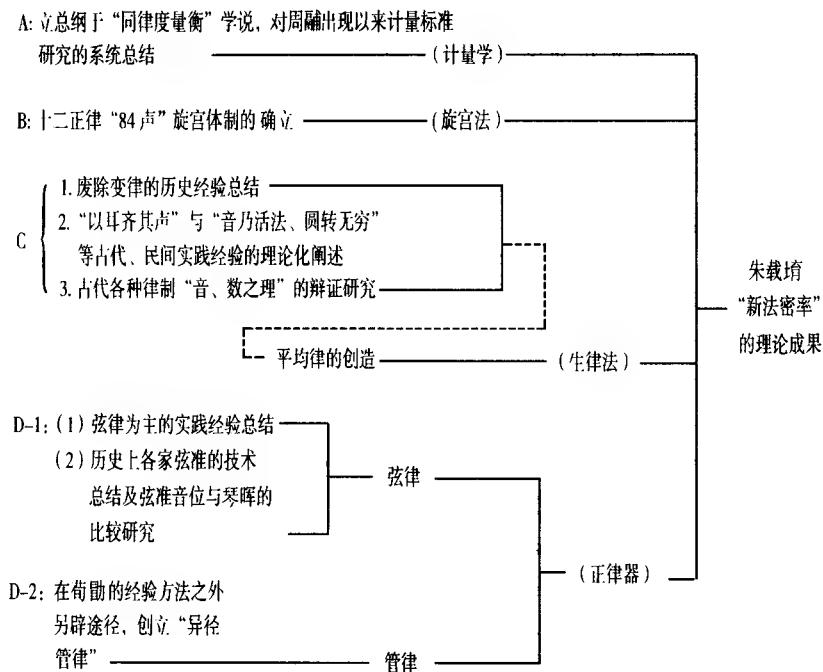 A: 立总纲于“同律度量衡”学说，对周鬴出现以来计量标准
研究的系统总结 （计量学）
B: 十二正律“84声”旋宫体制的确立 （旋宫法）
C
1. 废除变律的历史经验总结
2. “以耳齐其声”与“音乃活法、圆转无穷”
等古代、民间实践经验的理论化阐述
3. 古代各种律制“音、数之理”的辩证研究
平均律的创造 （生律法）
D-1:（1）弦律为主的实践经验总结
（2）历史上各家弦准的技术
总结及弦准音位与琴晖的
比较研究
弦律
（正律器）
D-2: 在荀勖的经验方法之外
另辟途径，创立“异径
管律” 管律
朱载堉
“新法密率”
的理论成果